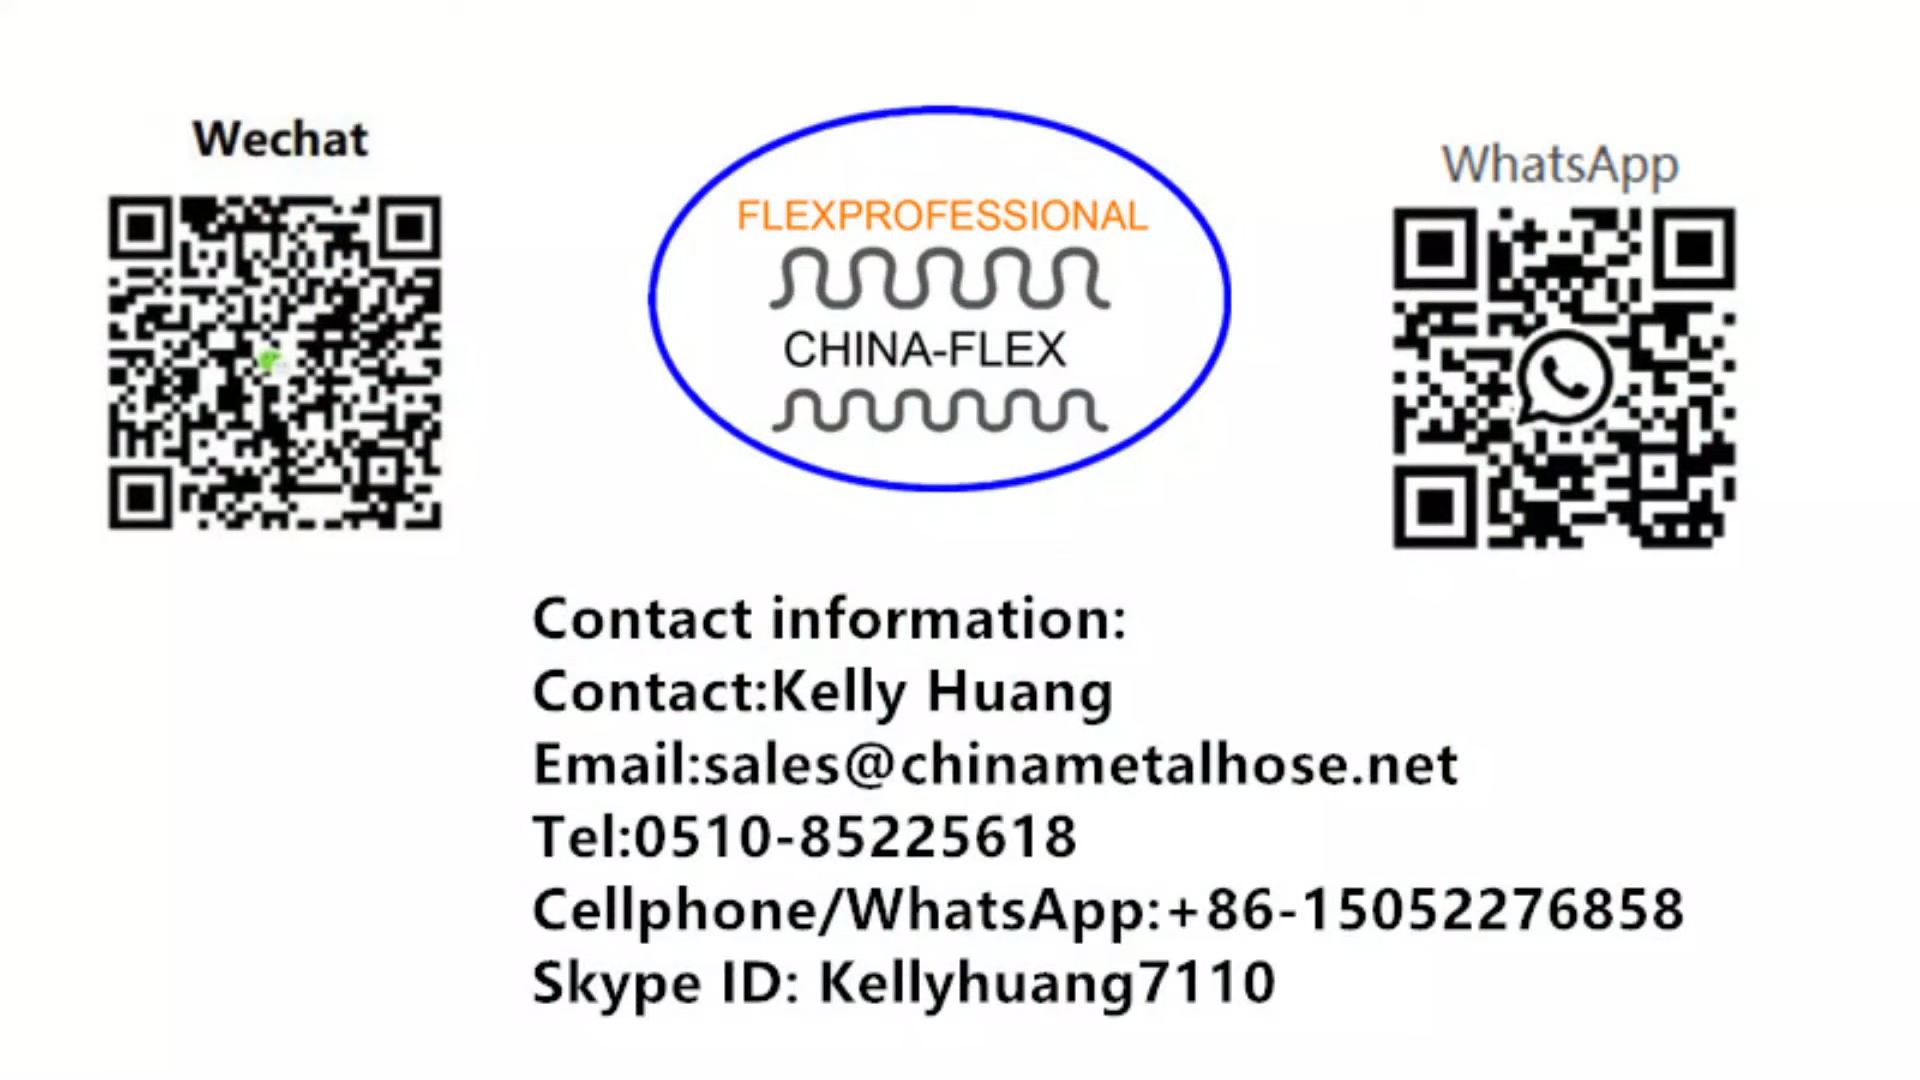 Wechat
FLEXPROFESSIONAL
CHINA-FLEX
WhatsApp
Contact information:
Contact:Kelly Huang
Email:sales@chinametalhose.net
Tel:0510-85225618
Cellphone/WhatsApp:+86-15052276858
Skype ID: Kellyhuang7110